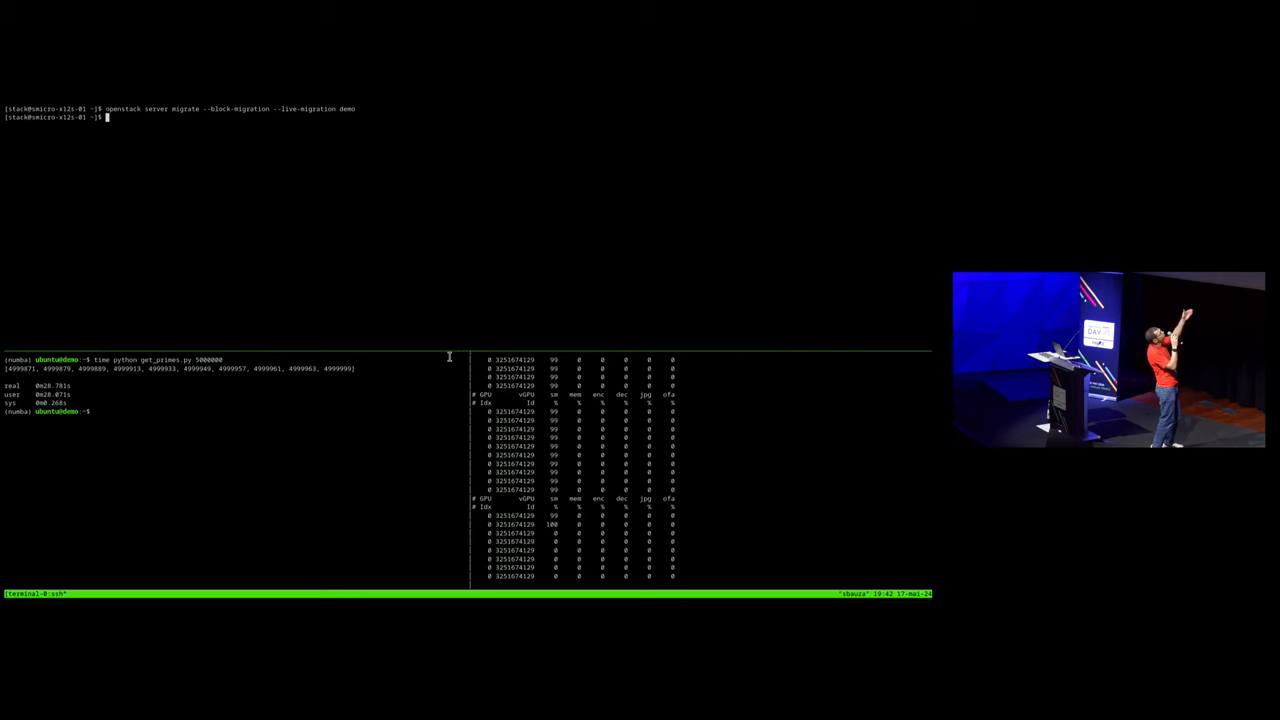 [stack@smicro-x12s-01 ~]$ openstack server migrate --block-migration --live-migration demo
[stack@smicro-x12s-01 ~]$
(numba) ubuntu@demo:~$ time python get_primes.py 5000000
[4999871, 4999879, 4999889, 4999913, 4999933, 4999949, 4999957, 4999961, 4999963, 4999999]
real 0m28.781s
user 0m28.071s
sys 0m0.268s
(numba) ubuntu@demo:~$
0 3251674129 99 0 0 0 0 0
0 3251674129 99 0 0 0 0 0
0 3251674129 99 0 0 0 0 0
0 3251674129 99 0 0 0 0 0
# GPU vGPU sm mem enc dec jpg ofa
# Idx Id % % % % % %
0 3251674129 99 0 0 0 0 0
0 3251674129 99 0 0 0 0 0
0 3251674129 99 0 0 0 0 0
0 3251674129 99 0 0 0 0 0
0 3251674129 99 0 0 0 0 0
0 3251674129 99 0 0 0 0 0
0 3251674129 99 0 0 0 0 0
0 3251674129 99 0 0 0 0 0
0 3251674129 99 0 0 0 0 0
0 3251674129 99 0 0 0 0 0
# GPU vGPU sm mem enc dec jpg ofa
# Idx Id % % % % % %
0 3251674129 99 0 0 0 0 0
0 3251674129 100 0 0 0 0 0
0 3251674129 0 0 0 0 0 0
0 3251674129 0 0 0 0 0 0
0 3251674129 0 0 0 0 0 0
0 3251674129 0 0 0 0 0 0
0 3251674129 0 0 0 0 0 0
0 3251674129 0 0 0 0 0 0
[terminal-0:ssh* "sbauza" 19:42 17-mai-24
DAY